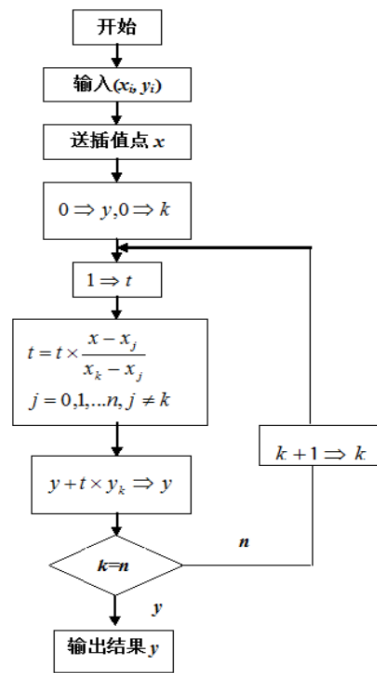 开始
输入(xᵢ, yᵢ)
送插值点 x
0 ⇒ y,0 ⇒ k
1 ⇒ t
t = t × (x − xⱼ)/(xₖ − xⱼ)
j = 0,1,...n, j ≠ k
k + 1 ⇒ k
y + t × yₖ ⇒ y
n
k=n
y
输出结果 y